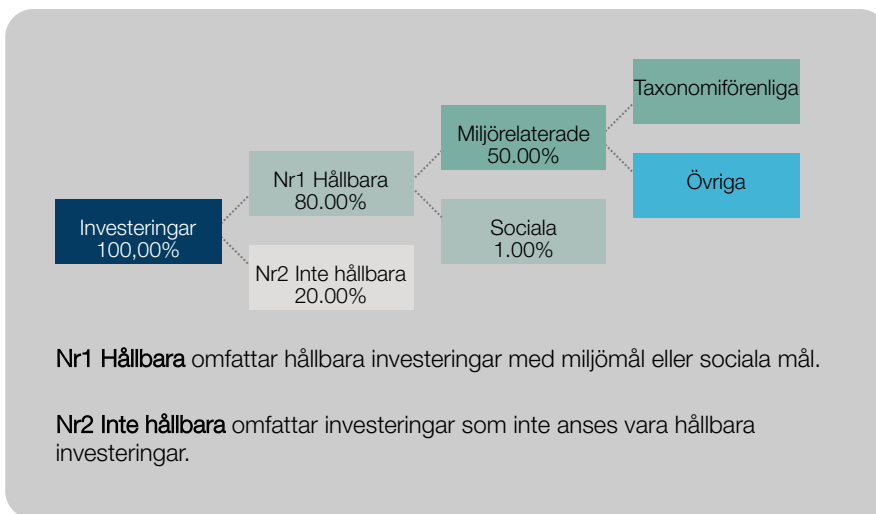 Taxonomiförenliga
Miljörelaterade
50.00%
Nr1 Hållbara
80.00%
Övriga
Investeringar
100,00%
Sociala
1.00%
Nr2 Inte hållbara
20.00%
Nr1 Hållbara omfattar hållbara investeringar med miljömål eller sociala mål.
Nr2 Inte hållbara omfattar investeringar som inte anses vara hållbara
investeringar.